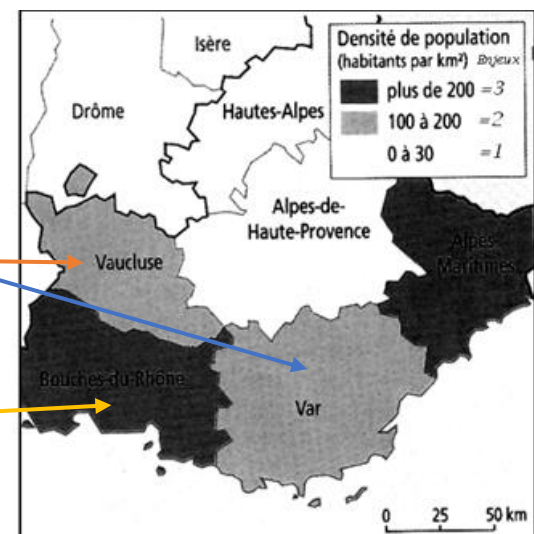 Densité de population
(habitants par km²) Enjeux
plus de 200 =3
100 à 200 =2
0 à 30 =1
Isère
Drôme
Hautes-Alpes
Alpes-de-
Haute-Provence
Alpes-
Maritimes
Vaucluse
Bouches-du-Rhône
Var
0 25 50 km